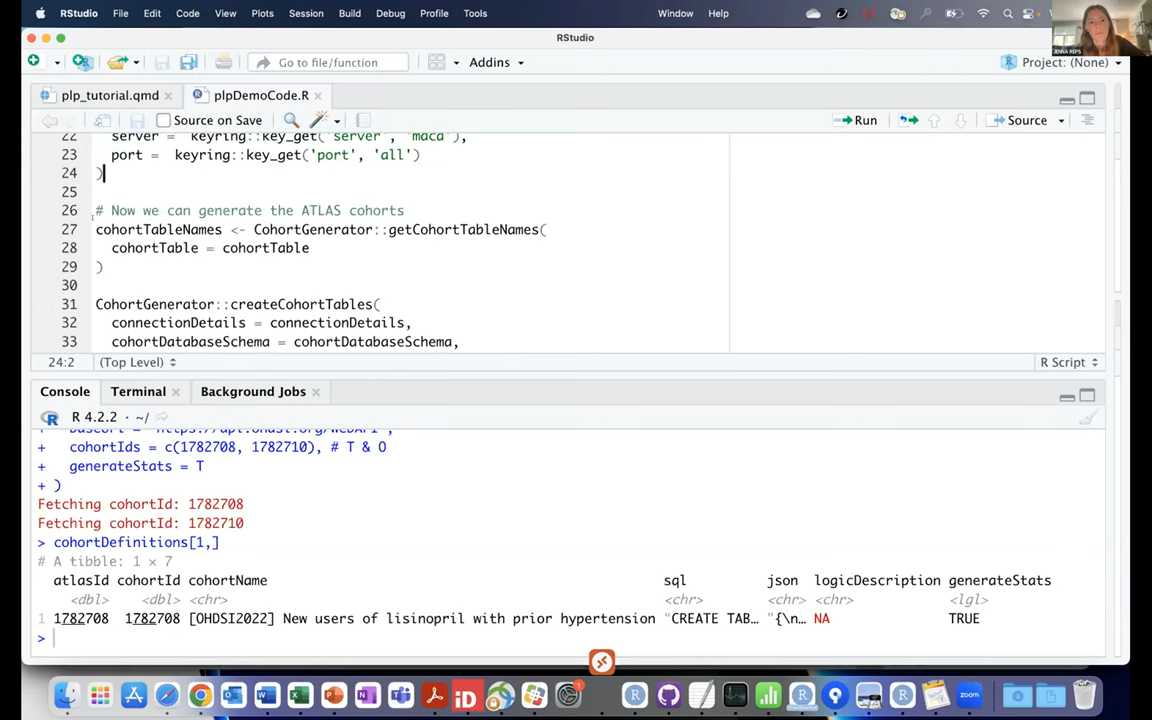 RStudio File Edit Code View Plots Session Build Debug Profile Tools Window Help
RStudio
Go to file/function Addins Project: (None)
plp_tutorial.qmd plpDemoCode.R
Source on Save Run Source
22 server = keyring::key_get('server', 'maca'),
23 port = keyring::key_get('port', 'all')
24 )
25
26 # Now we can generate the ATLAS cohorts
27 cohortTableNames <- CohortGenerator::getCohortTableNames(
28 cohortTable = cohortTable
29 )
30
31 CohortGenerator::createCohortTables(
32 connectionDetails = connectionDetails,
33 cohortDatabaseSchema = cohortDatabaseSchema,
24:2 (Top Level) R Script
Console Terminal Background Jobs
R 4.2.2 · ~/
+ cohortIds = c(1782708, 1782710), # T & O
+ generateStats = T
+ )
Fetching cohortId: 1782708
Fetching cohortId: 1782710
> cohortDefinitions[1,]
# A tibble: 1 × 7
atlasId cohortId cohortName sql json logicDescription generateStats
<dbl> <dbl> <chr> <chr> <chr> <chr> <lgl>
1 1782708 1782708 [OHDSI2022] New users of lisinopril with prior hypertension "CREATE TAB… "{\n… NA TRUE
>